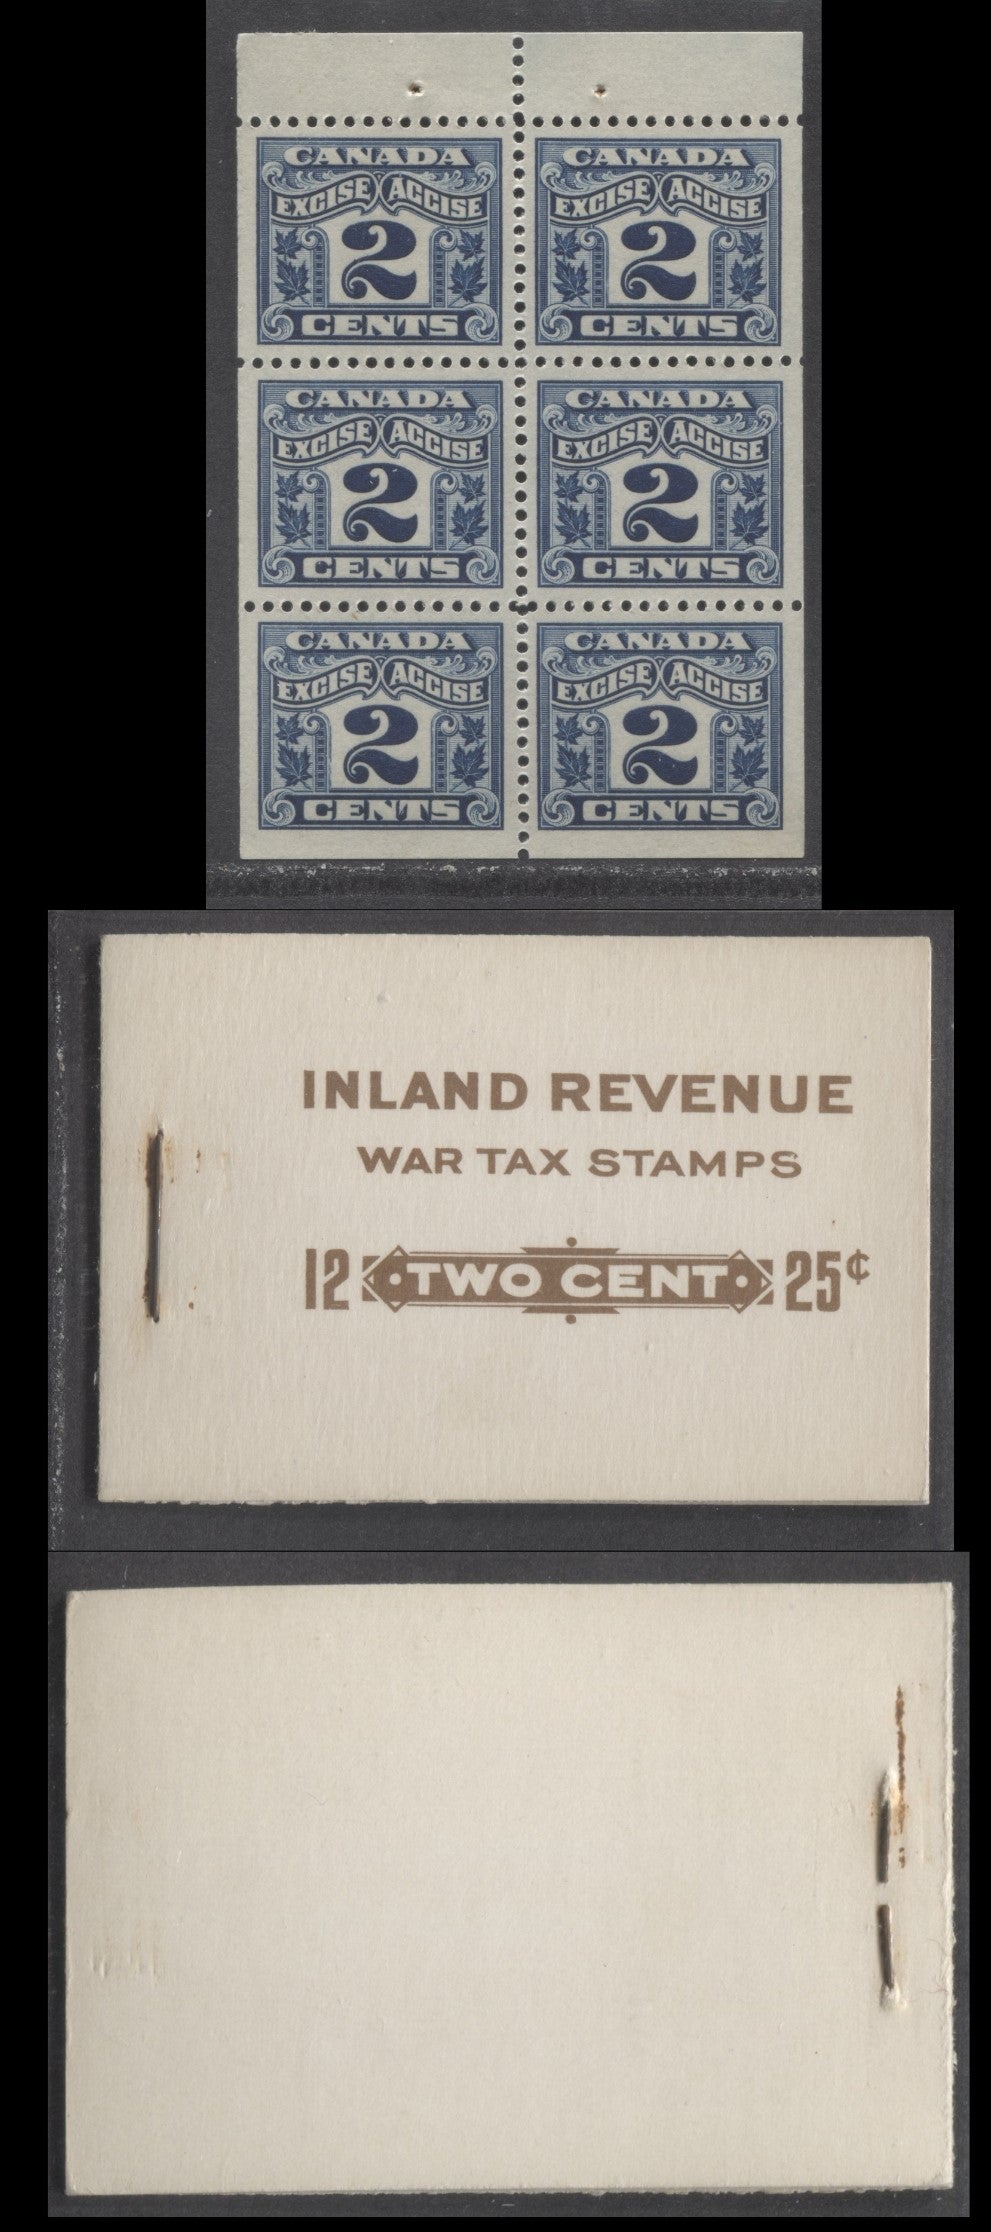 CANADA CANADA
EXCISE ACCISE EXCISE ACCISE
2 2
CENTS CENTS
CANADA CANADA
EXCISE ACCISE EXCISE ACCISE
2 2
CENTS CENTS
CANADA CANADA
EXCISE ACCISE EXCISE ACCISE
2 2
CENTS CENTS
INLAND REVENUE
WAR TAX STAMPS
12 TWO CENT 25¢